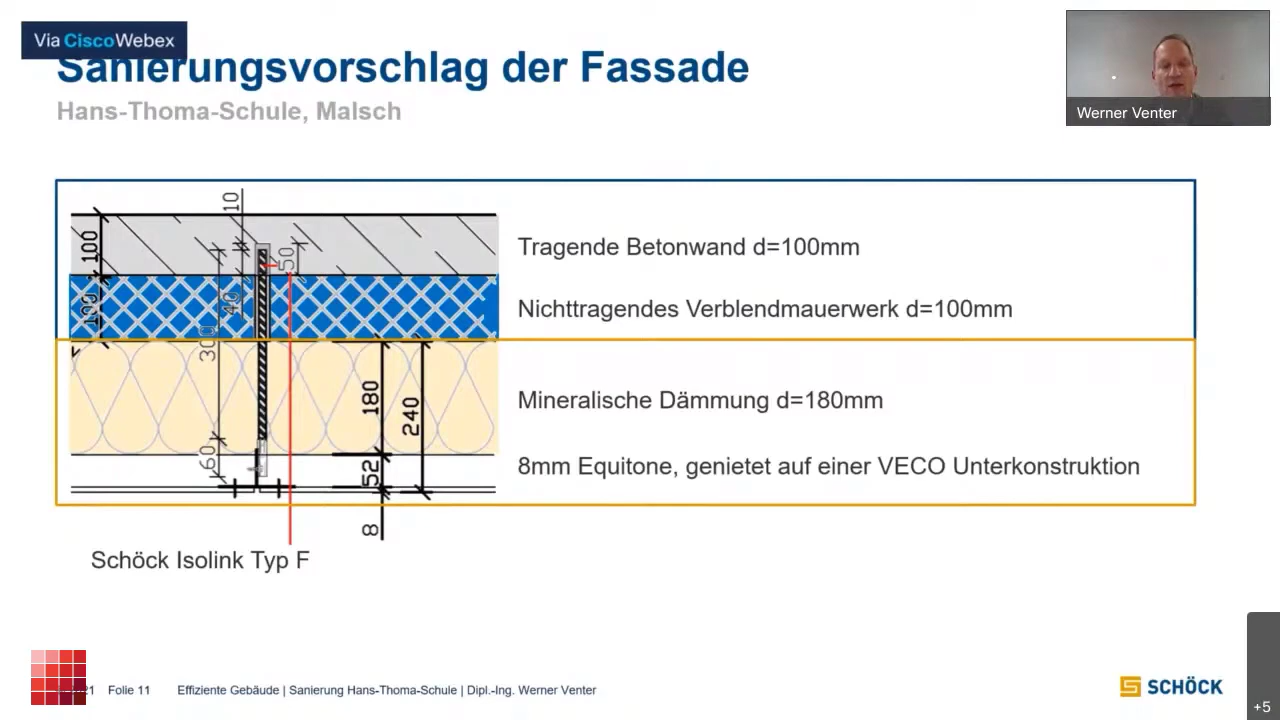 Via CiscoWebex
Sanierungsvorschlag der Fassade
Hans-Thoma-Schule, Malsch
Werner Venter
10
100
50
Tragende Betonwand d=100mm
100
40
Nichttragendes Verblendmauerwerk d=100mm
300
180
240
Mineralische Dämmung d=180mm
60
52
8mm Equitone, genietet auf einer VECO Unterkonstruktion
8
Schöck Isolink Typ F
Folie 11
Effiziente Gebäude | Sanierung Hans-Thoma-Schule | Dipl.-Ing. Werner Venter
SCHÖCK
+5